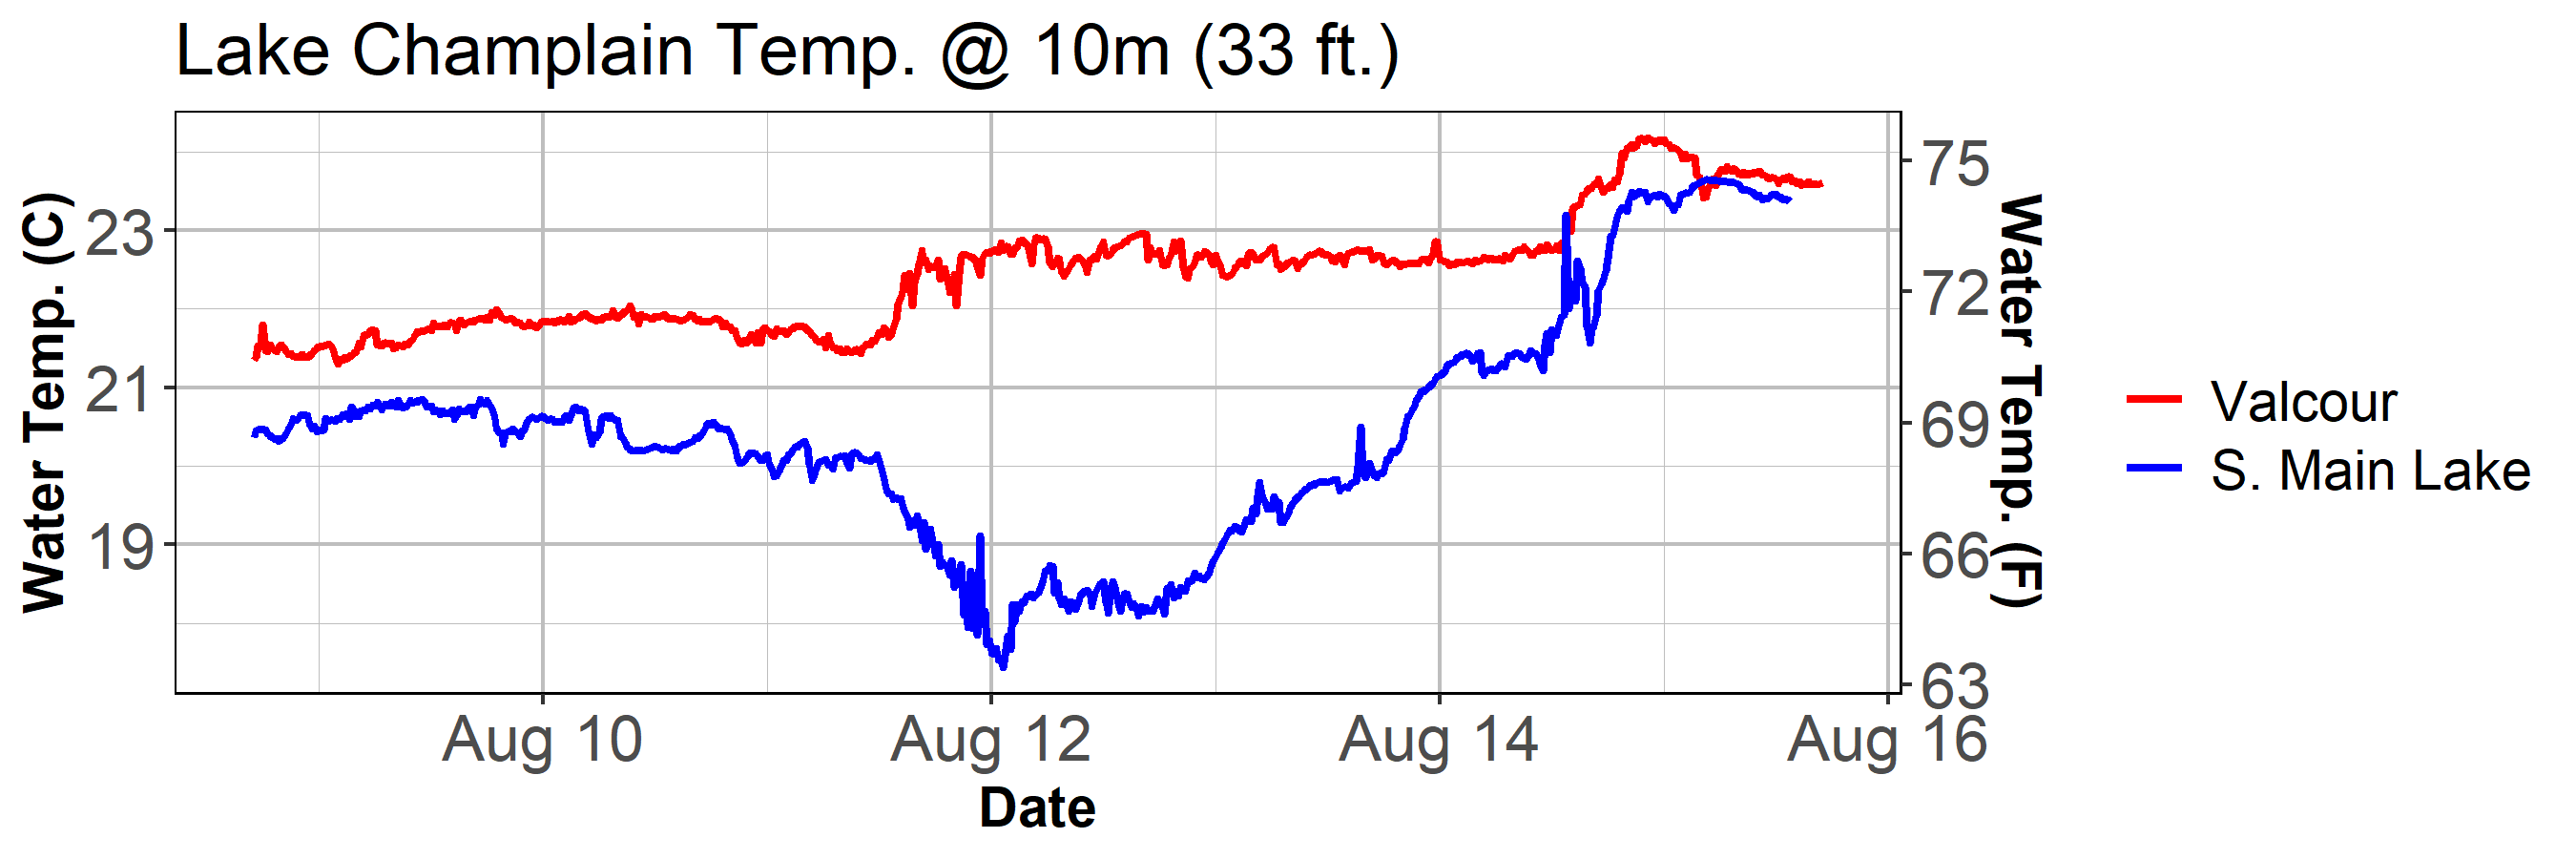 Lake Champlain Temp. @ 10m (33 ft.)
Water Temp. (C)
23
21
19
75
72
69
66
63
Water Temp. (F)
Aug 10
Aug 12
Aug 14
Aug 16
Date
Valcour
S. Main Lake